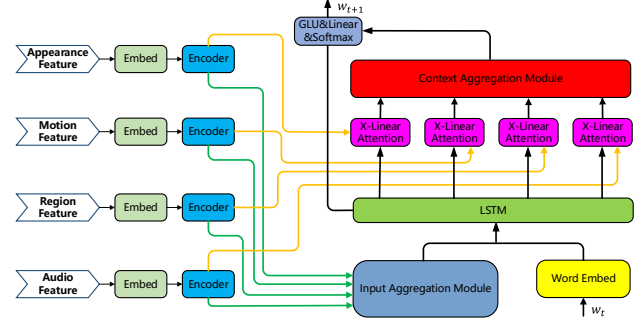 w_{t+1}
GLU&Linear
&Softmax
Appearance
Feature
Embed
Encoder
Context Aggregation Module
Motion
Feature
Embed
Encoder
X-Linear
Attention
X-Linear
Attention
X-Linear
Attention
X-Linear
Attention
Region
Feature
Embed
Encoder
LSTM
Audio
Feature
Embed
Encoder
Input Aggregation Module
Word Embed
w_t